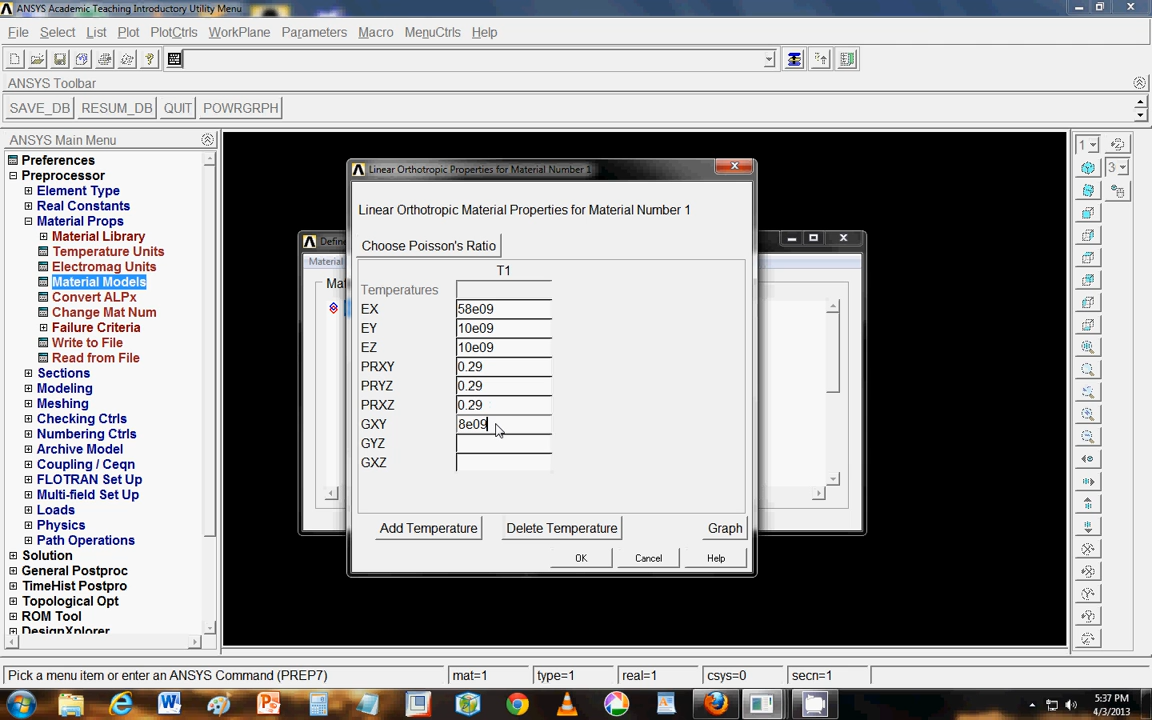 ANSYS Academic Teaching Introductory Utility Menu
File Select List Plot PlotCtrls WorkPlane Parameters Macro MenuCtrls Help
ANSYS Toolbar
SAVE_DB RESUM_DB QUIT POWRGRPH
ANSYS Main Menu
Preferences
Preprocessor
Element Type
Real Constants
Material Props
Material Library
Temperature Units
Electromag Units
Material Models
Convert ALPx
Change Mat Num
Failure Criteria
Write to File
Read from File
Sections
Modeling
Meshing
Checking Ctrls
Numbering Ctrls
Archive Model
Coupling / Ceqn
FLOTRAN Set Up
Multi-field Set Up
Loads
Physics
Path Operations
Solution
General Postproc
TimeHist Postpro
Topological Opt
ROM Tool
DesignXplorer
Define
Material
Mat
Linear Orthotropic Properties for Material Number 1
Linear Orthotropic Material Properties for Material Number 1
Choose Poisson's Ratio
T1
Temperatures
EX 58e09
EY 10e09
EZ 10e09
PRXY 0.29
PRYZ 0.29
PRXZ 0.29
GXY 8e09
GYZ
GXZ
Add Temperature Delete Temperature Graph
OK Cancel Help
1
3
Pick a menu item or enter an ANSYS Command (PREP7) mat=1 type=1 real=1 csys=0 secn=1
5:37 PM
4/3/2013